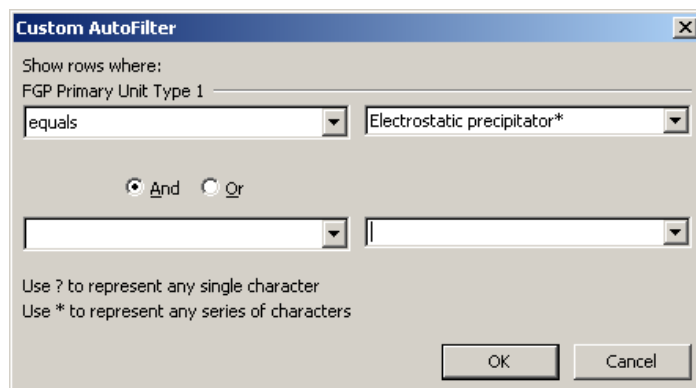 Custom AutoFilter
Show rows where:
FGP Primary Unit Type 1
equals Electrostatic precipitator*
And Or
Use ? to represent any single character
Use * to represent any series of characters
OK Cancel